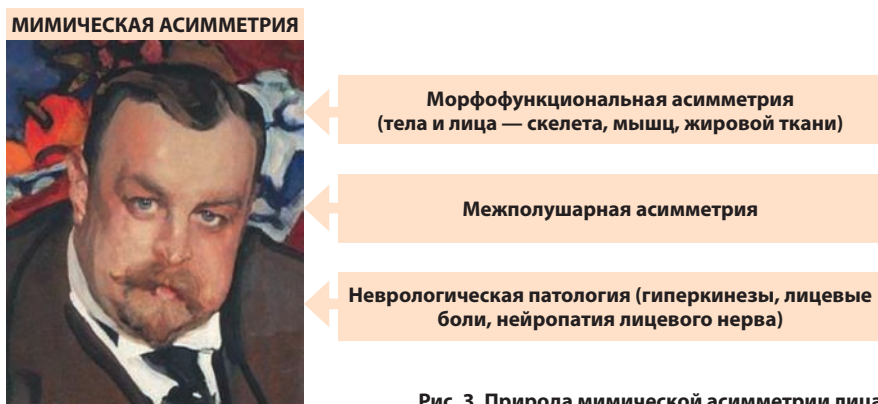 МИМИЧЕСКАЯ АСИММЕТРИЯ
Морфофункциональная асимметрия
(тела и лица — скелета, мышц, жировой ткани)
Межполушарная асимметрия
Неврологическая патология (гиперкинезы, лицевые
боли, нейропатия лицевого нерва)
Рис. 3. Природа мимической асимметрии лица